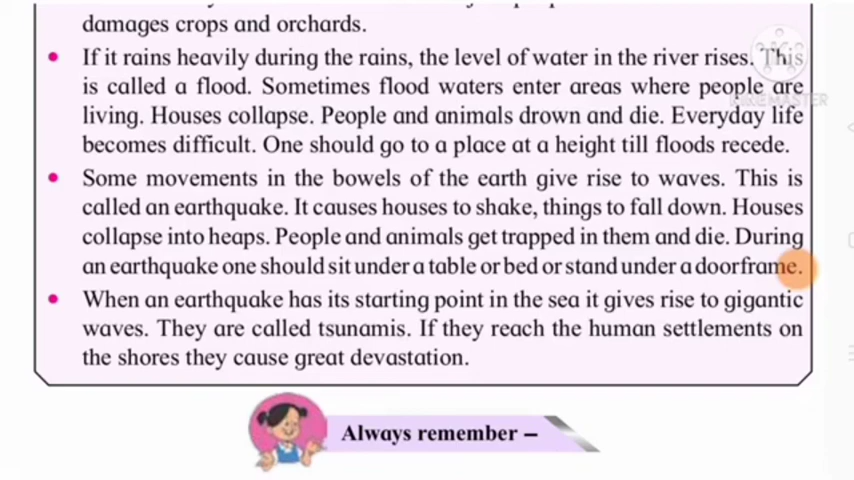 damages crops and orchards.
• If it rains heavily during the rains, the level of water in the river rises. This
is called a flood. Sometimes flood waters enter areas where people are
living. Houses collapse. People and animals drown and die. Everyday life
becomes difficult. One should go to a place at a height till floods recede.
• Some movements in the bowels of the earth give rise to waves. This is
called an earthquake. It causes houses to shake, things to fall down. Houses
collapse into heaps. People and animals get trapped in them and die. During
an earthquake one should sit under a table or bed or stand under a doorframe.
• When an earthquake has its starting point in the sea it gives rise to gigantic
waves. They are called tsunamis. If they reach the human settlements on
the shores they cause great devastation.
Always remember –